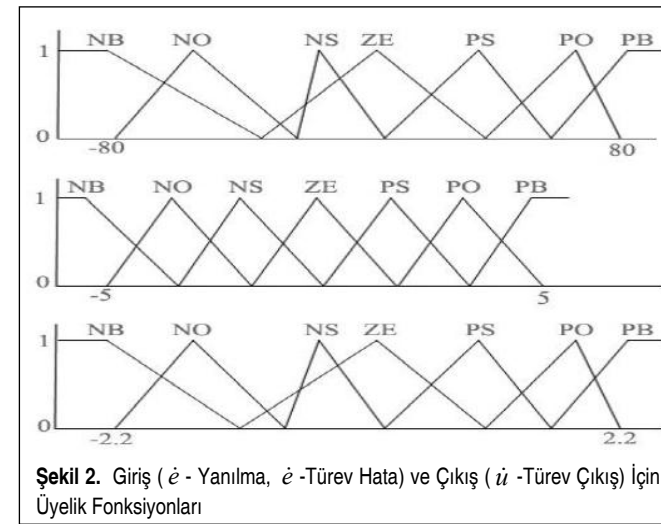 NB NO NS ZE PS PO PB
1
0
-80 80
NB NO NS ZE PS PO PB
1
0
-5 5
NB NO NS ZE PS PO PB
1
0
-2.2 2.2
Şekil 2. Giriş ( ė - Yanılma, ė -Türev Hata) ve Çıkış ( u̇ -Türev Çıkış) İçin
Üyelik Fonksiyonları